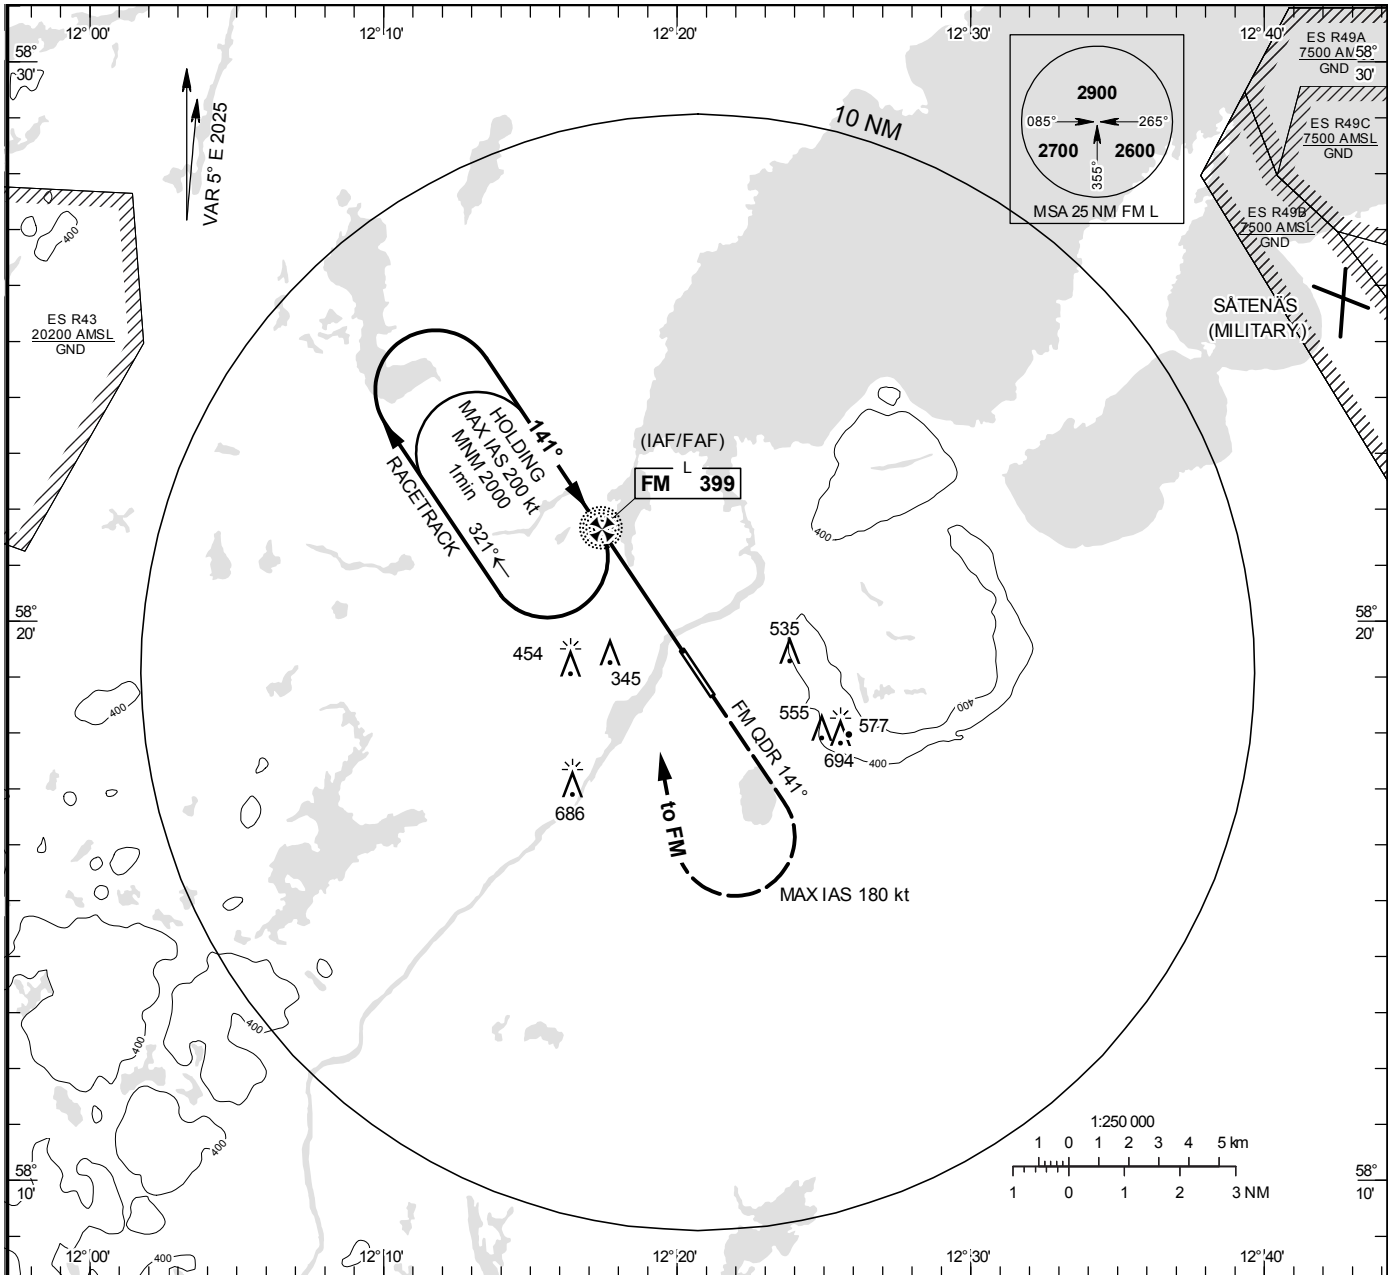 12°00'
12°10'
12°20'
12°30'
12°40'
58°
30'
58°
30'
ES R49A
7500 AMSL
GND
ES R49C
7500 AMSL
GND
ES R49B
7500 AMSL
GND
2900
085°
265°
2700
2600
355°
MSA 25 NM FM L
10 NM
VAR 5° E 2025
400
ES R43
20200 AMSL
GND
SÅTENÄS
(MILITARY)
141°
HOLDING
MAX IAS 200 kt
MNM 2000
1min
321°
RACETRACK
(IAF/FAF)
L
FM 399
400
58°
20'
58°
20'
454
345
535
555
577
694
400
400
400
686
FM QDR 141°
to FM
MAX IAS 180 kt
400
400
400
400
1:250 000
1 0 1 2 3 4 5 km
1 0 1 2 3 NM
58°
10'
58°
10'
12°00'
12°10'
12°20'
12°30'
12°40'